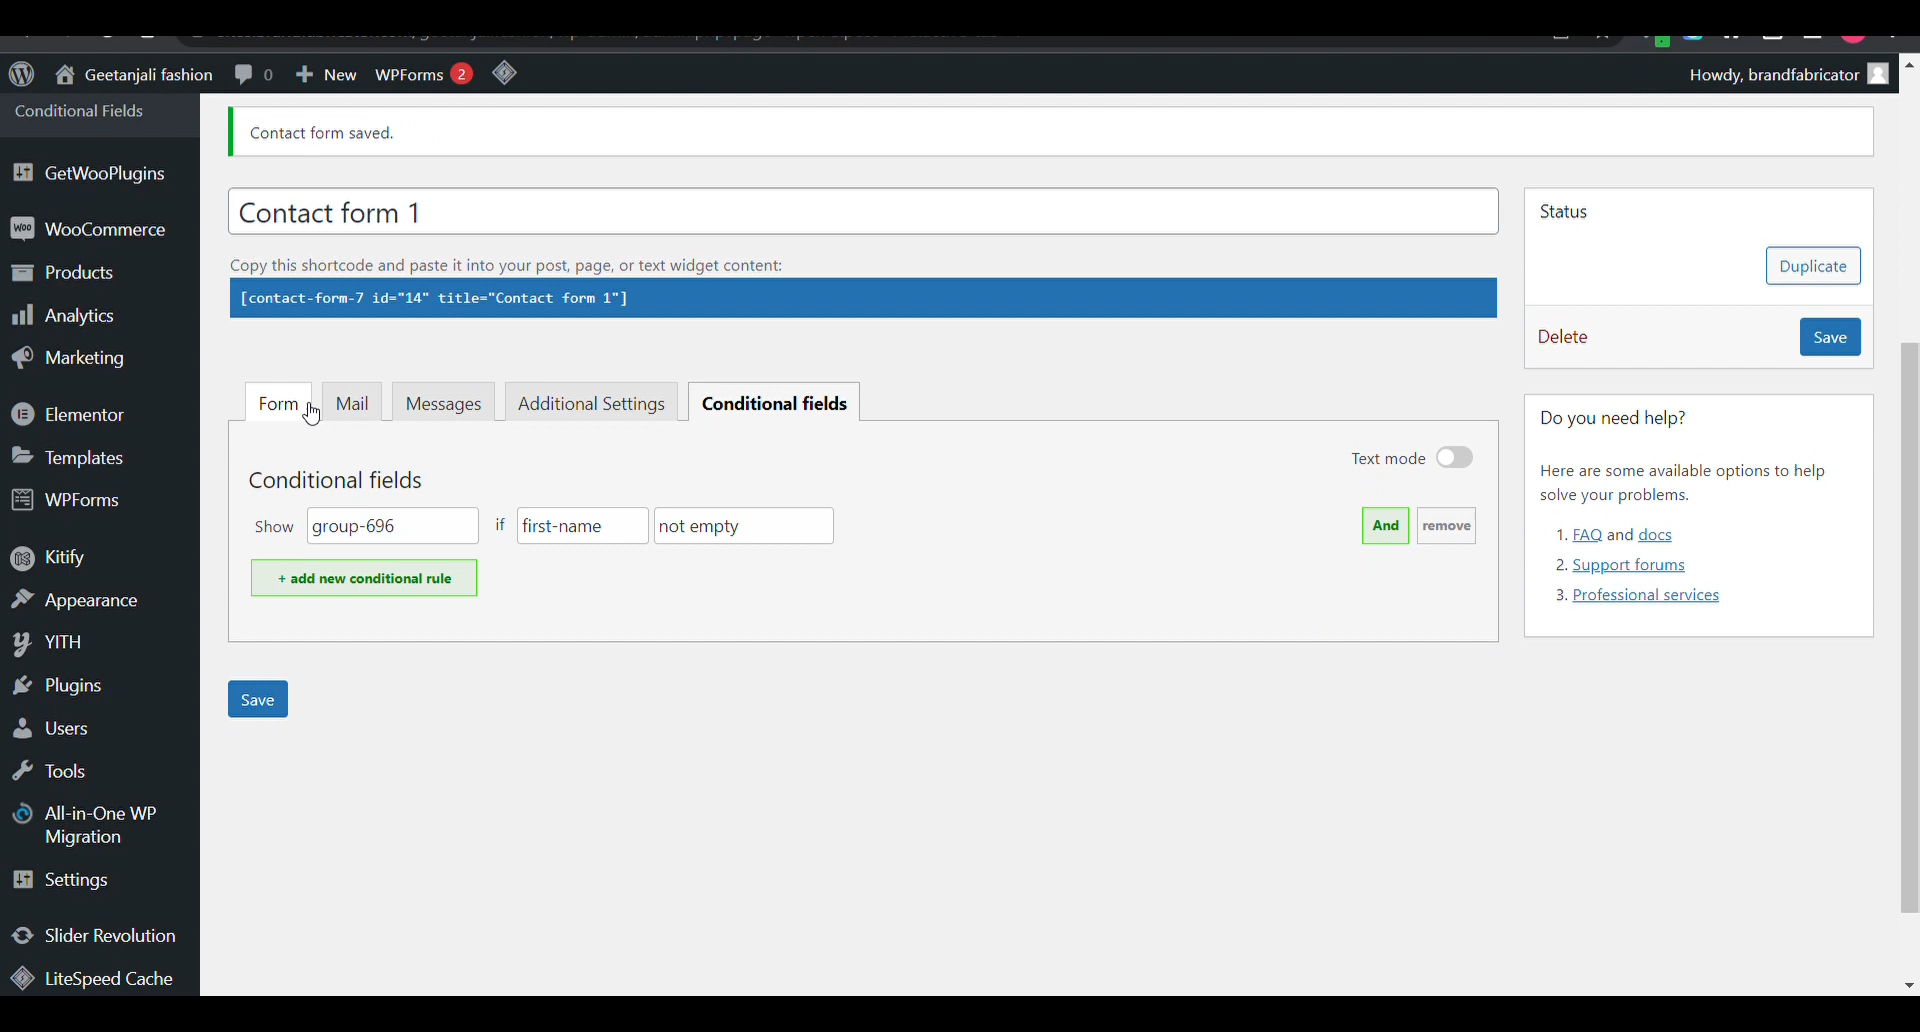 Geetanjali fashion
0
New
WPForms 2
Howdy, brandfabricator
Conditional Fields
GetWooPlugins
WooCommerce
Products
Analytics
Marketing
Elementor
Templates
WPForms
Kitify
Appearance
YITH
Plugins
Users
Tools
All-in-One WP
Migration
Settings
Slider Revolution
LiteSpeed Cache
Contact form saved.
Contact form 1
Copy this shortcode and paste it into your post, page, or text widget content:
[contact-form-7 id="14" title="Contact form 1"]
Form
Mail
Messages
Additional Settings
Conditional fields
Text mode
Conditional fields
Show group-696 if first-name not empty And remove
+ add new conditional rule
Save
Status
Duplicate
Delete
Save
Do you need help?
Here are some available options to help
solve your problems.
1. FAQ and docs
2. Support forums
3. Professional services